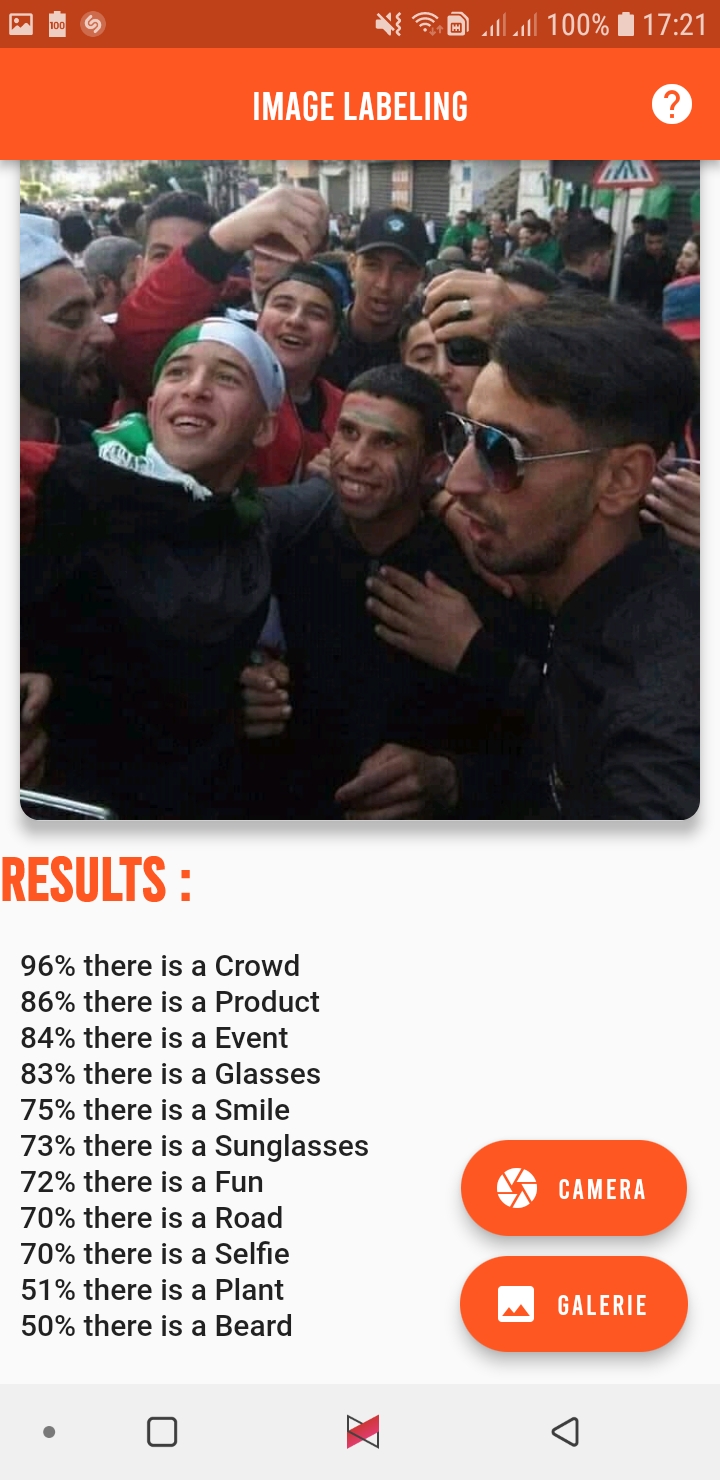 100
100% 17:21
IMAGE LABELING
RESULTS :
96% there is a Crowd
86% there is a Product
84% there is a Event
83% there is a Glasses
75% there is a Smile
73% there is a Sunglasses
72% there is a Fun
70% there is a Road
70% there is a Selfie
51% there is a Plant
50% there is a Beard
CAMERA
GALERIE